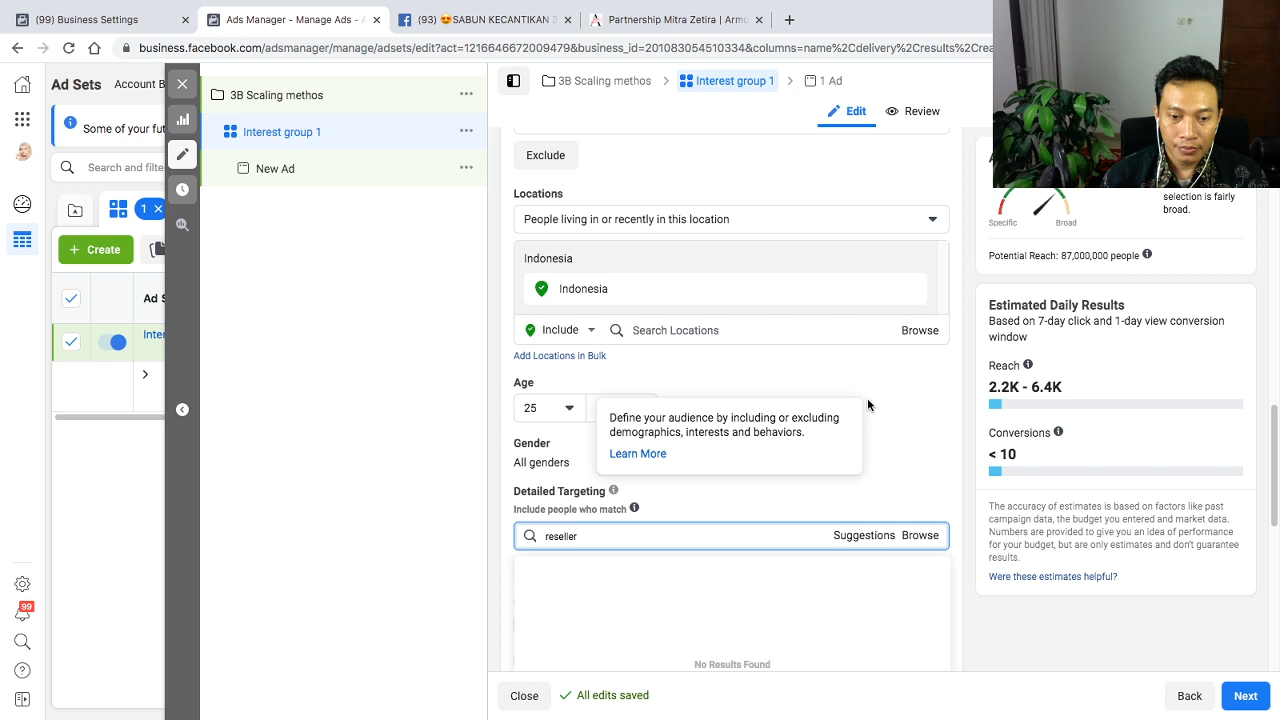 (99) Business Settings
Ads Manager - Manage Ads - A
(93) 😍SABUN KECANTIKAN S
Partnership Mitra Zetira | Armo
business.facebook.com/adsmanager/manage/adsets/edit?act=1216646672009479&business_id=201083054510334&columns=name%2Cdelivery%2Cresults%2Crea
Ad Sets
Account B
Some of your fut
Search and filte
1
Create
Ad S
Inter
99
3B Scaling methos
Interest group 1
New Ad
3B Scaling methos
Interest group 1
1 Ad
Edit
Review
Exclude
Locations
People living in or recently in this location
Indonesia
Indonesia
Include
Search Locations
Browse
Add Locations in Bulk
Age
25
Define your audience by including or excluding
demographics, interests and behaviors.
Learn More
Gender
All genders
Detailed Targeting
Include people who match
reseller
Suggestions
Browse
No Results Found
Close
All edits saved
Back
Next
selection is fairly
broad.
Specific
Broad
Potential Reach: 87,000,000 people
Estimated Daily Results
Based on 7-day click and 1-day view conversion
window
Reach
2.2K - 6.4K
Conversions
< 10
The accuracy of estimates is based on factors like past
campaign data, the budget you entered and market data.
Numbers are provided to give you an idea of performance
for your budget, but are only estimates and don't guarantee
results.
Were these estimates helpful?